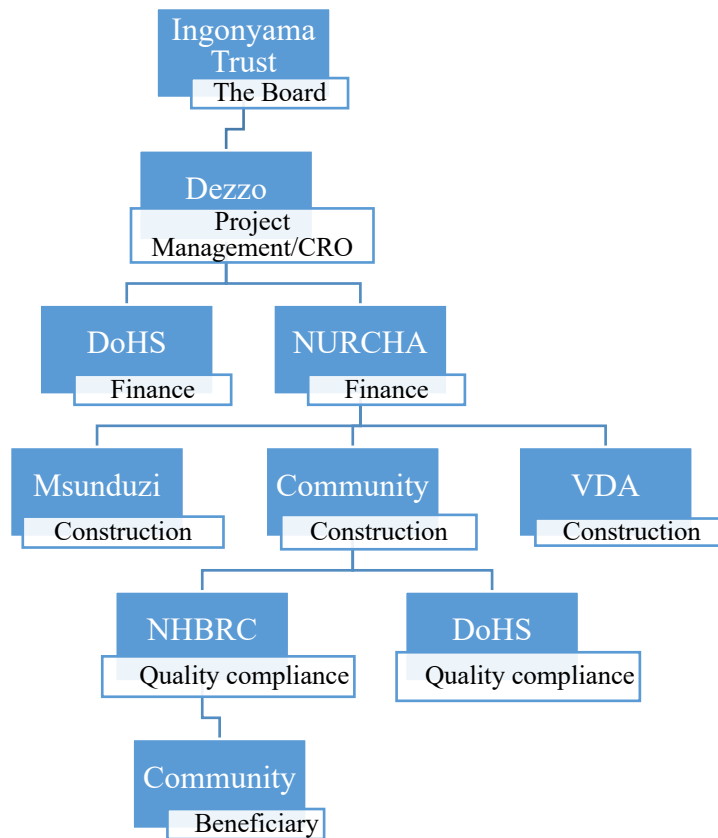 Ingonyama
Trust
The Board
Dezzo
Project
Management/CRO
DoHS
Finance
NURCHA
Finance
Msunduzi
Construction
Community
Construction
VDA
Construction
NHBRC
Quality compliance
DoHS
Quality compliance
Community
Beneficiary